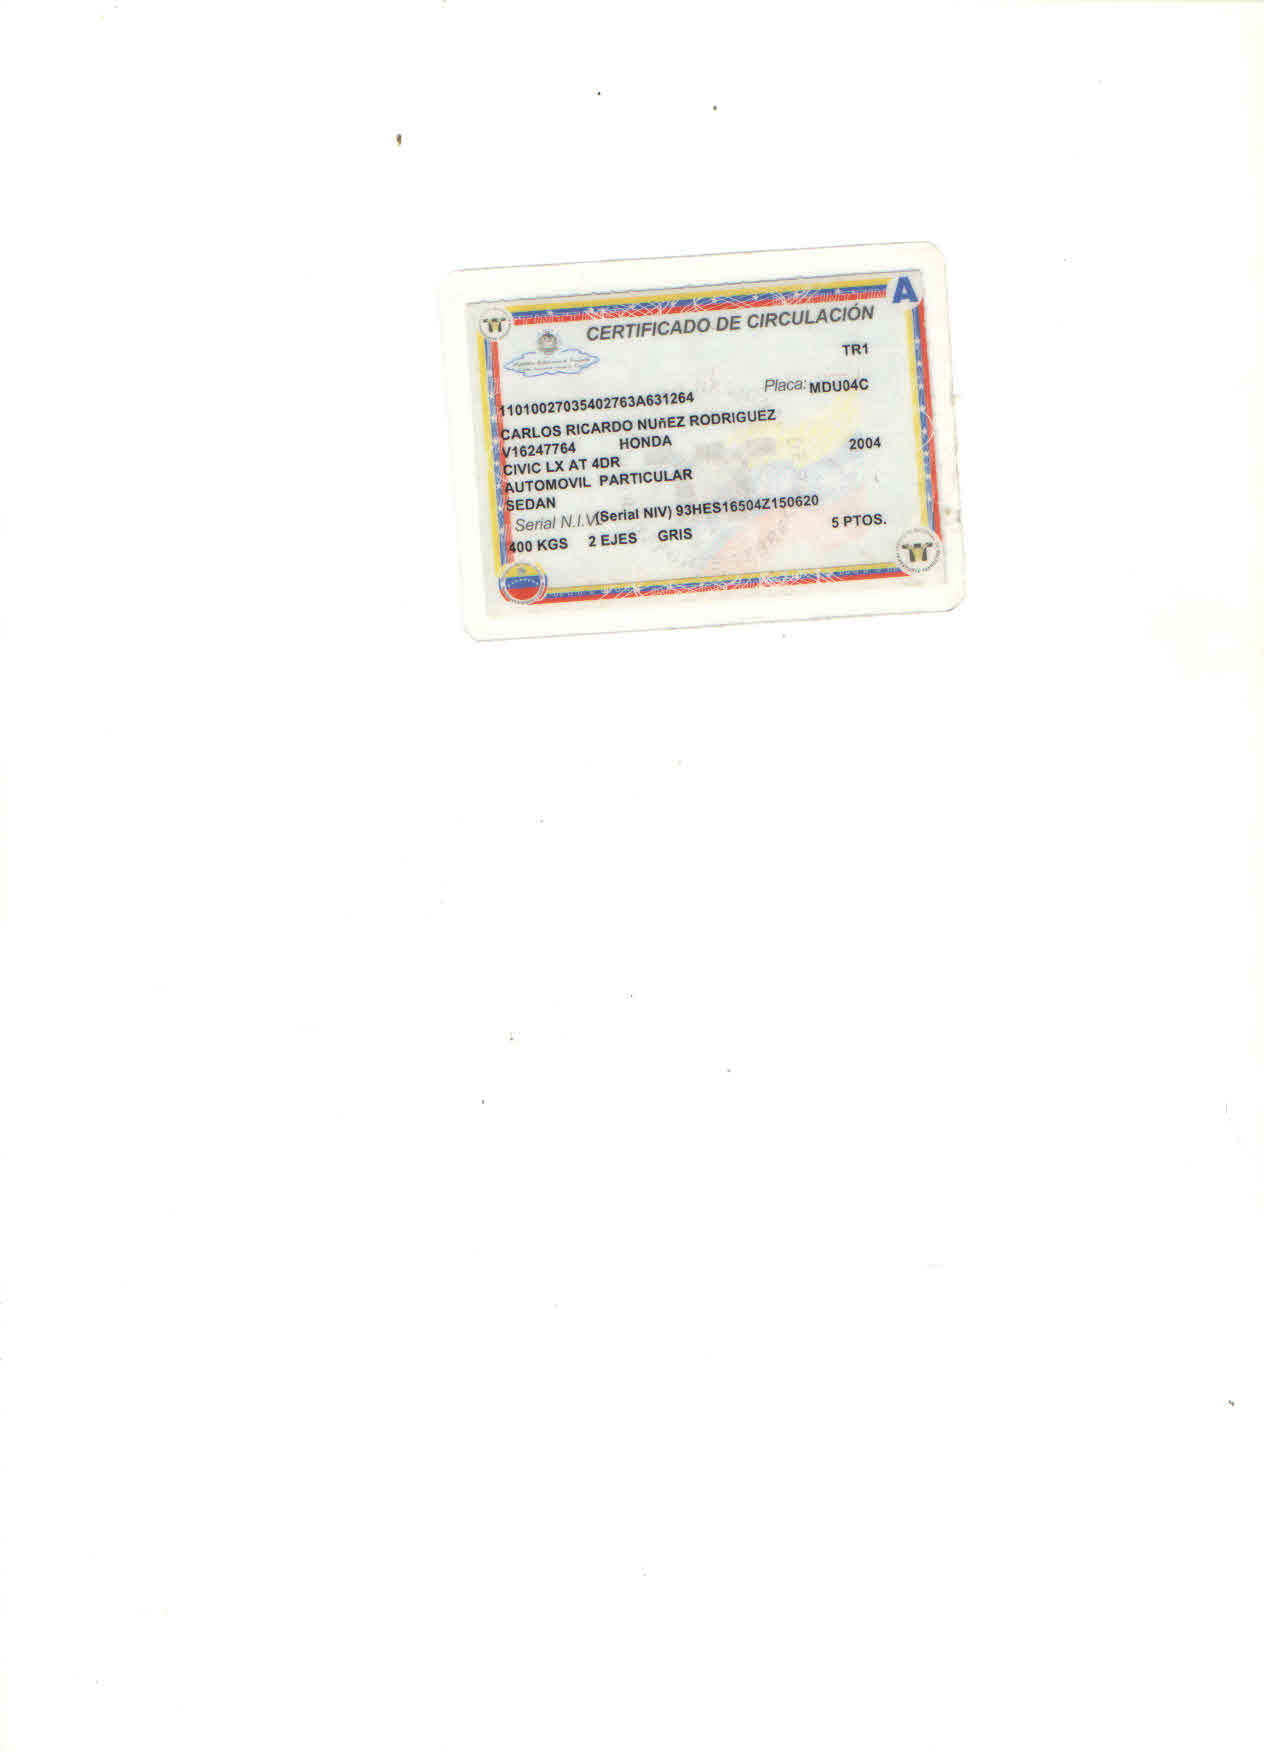 A
CERTIFICADO DE CIRCULACIÓN
TR1
Placa: MDU04C
11010027035402763A631264
CARLOS RICARDO NUñEZ RODRIGUEZ
V16247764 HONDA 2004
CIVIC LX AT 4DR
AUTOMOVIL PARTICULAR
SEDAN
Serial N.I.V (Serial NIV) 93HES16504Z150620
400 KGS 2 EJES GRIS 5 PTOS.